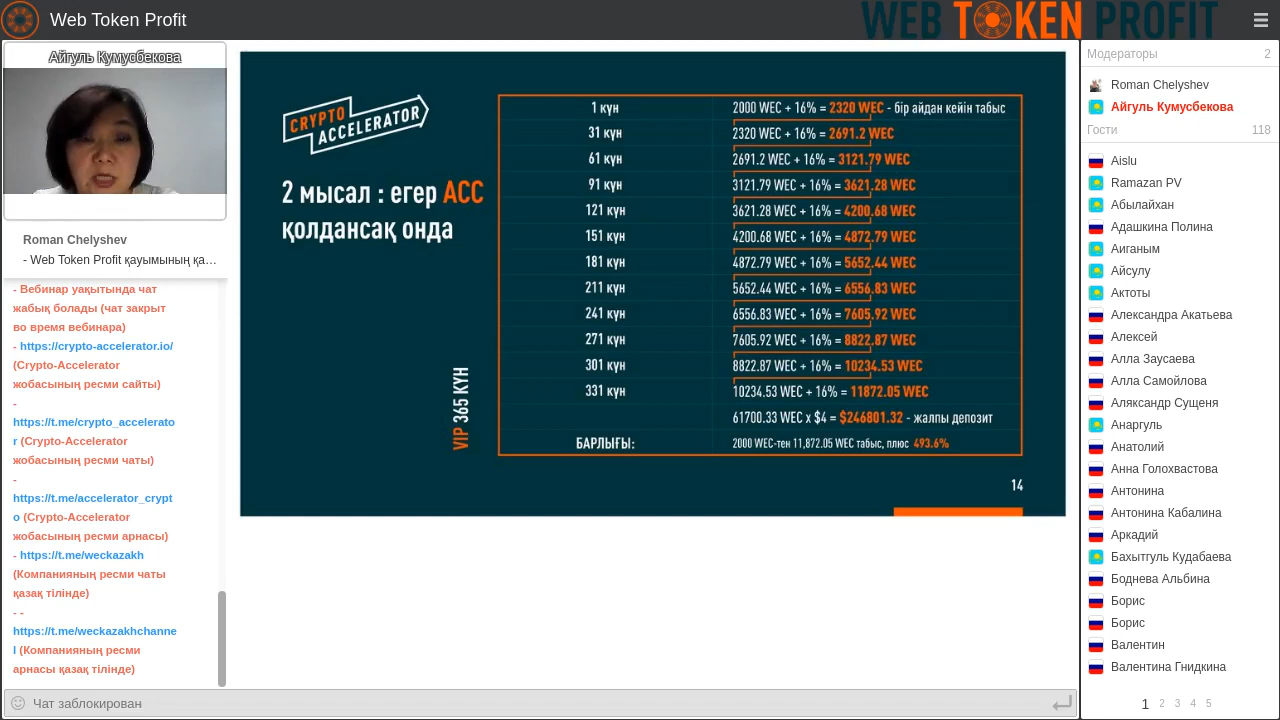 Web Token Profit
WEB TOKEN PROFIT
Айгуль Кумусбекова
Roman Chelyshev
- Web Token Profit қауымының қа…
- Вебинар уақытында чат
жабық болады (чат закрыт
во время вебинара)
- https://crypto-accelerator.io/
(Crypto-Accelerator
жобасының ресми сайты)
-
https://t.me/crypto_accelerato
r (Crypto-Accelerator
жобасының ресми чаты)
-
https://t.me/accelerator_crypt
o (Crypto-Accelerator
жобасының ресми арнасы)
- https://t.me/weckazakh
(Компанияның ресми чаты
қазақ тілінде)
- -
https://t.me/weckazakhchanne
l (Компанияның ресми
арнасы қазақ тілінде)
Чат заблокирован
CRYPTO
ACCELERATOR
2 мысал : егер АСС
қолдансақ онда
VIP 365 КҮН
1 күн 2000 WEC + 16% = 2320 WEC - бір айдан кейін табыс
31 күн 2320 WEC + 16% = 2691.2 WEC
61 күн 2691.2 WEC + 16% = 3121.79 WEC
91 күн 3121.79 WEC + 16% = 3621.28 WEC
121 күн 3621.28 WEC + 16% = 4200.68 WEC
151 күн 4200.68 WEC + 16% = 4872.79 WEC
181 күн 4872.79 WEC + 16% = 5652.44 WEC
211 күн 5652.44 WEC + 16% = 6556.83 WEC
241 күн 6556.83 WEC + 16% = 7605.92 WEC
271 күн 7605.92 WEC + 16% = 8822.87 WEC
301 күн 8822.87 WEC + 16% = 10234.53 WEC
331 күн 10234.53 WEC + 16% = 11872.05 WEC
61700.33 WEC x $4 = $246801.32 - жалпы депозит
БАРЛЫҒЫ: 2000 WEC-тен 11,872.05 WEC табыс, плюс 493.6%
14
Модераторы 2
Roman Chelyshev
Айгуль Кумусбекова
Гости 118
Aislu
Ramazan PV
Абылайхан
Адашкина Полина
Аиганым
Айсулу
Актоты
Александра Акатьева
Алексей
Алла Заусаева
Алла Самойлова
Аляксандр Сущеня
Анаргуль
Анатолий
Анна Голохвастова
Антонина
Антонина Кабалина
Аркадий
Бахытгуль Кудабаева
Боднева Альбина
Борис
Борис
Валентин
Валентина Гнидкина
1 2 3 4 5